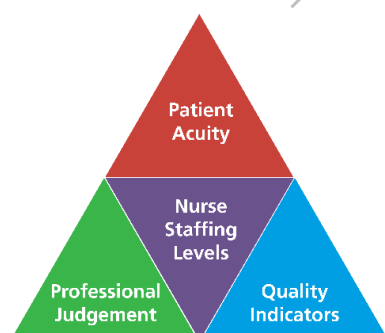 Patient
Acuity
Nurse
Staffing
Levels
Professional
Judgement
Quality
Indicators